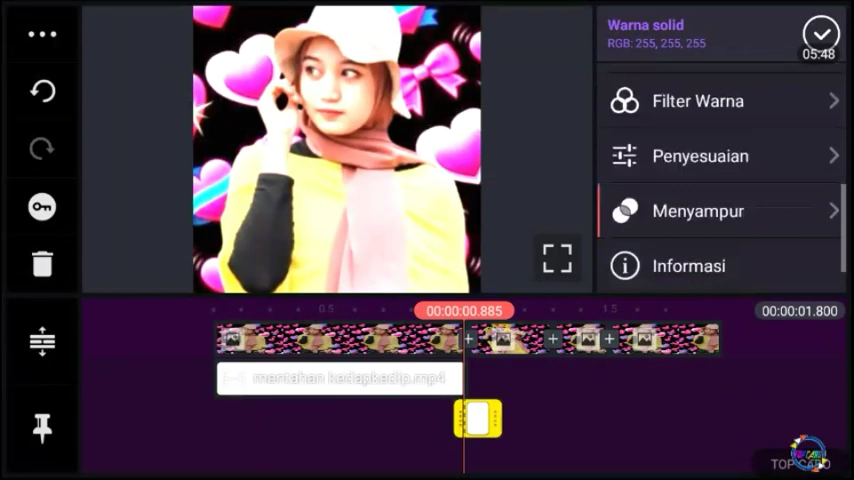 Warna solid
RGB: 255, 255, 255
05:48
Filter Warna
Penyesuaian
Menyampur
Informasi
0.5
00:00:00.885
1.5
00:00:01.800
mentahan kedapkedip.mp4
TOP CARO